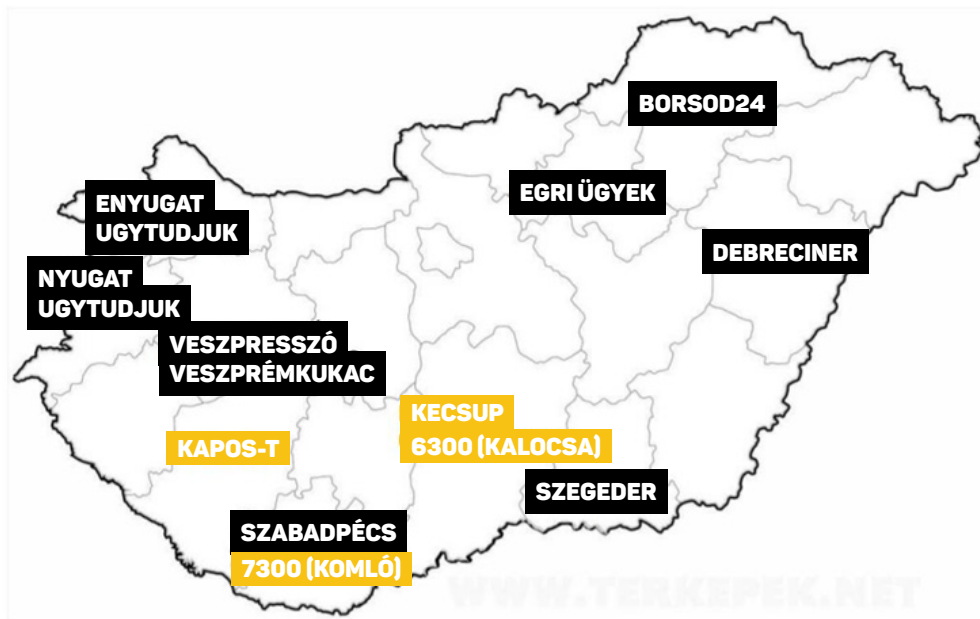 BORSOD24
EGRI ÜGYEK
ENYUGAT
UGYTUDJUK
DEBRECINER
NYUGAT
UGYTUDJUK
VESZPRESSZÓ
VESZPRÉMKUKAC
KECSUP
6300 (KALOCSA)
KAPOS-T
SZEGEDER
SZABADPÉCS
7300 (KOMLÓ)
WWW.TERKEPEK.NET